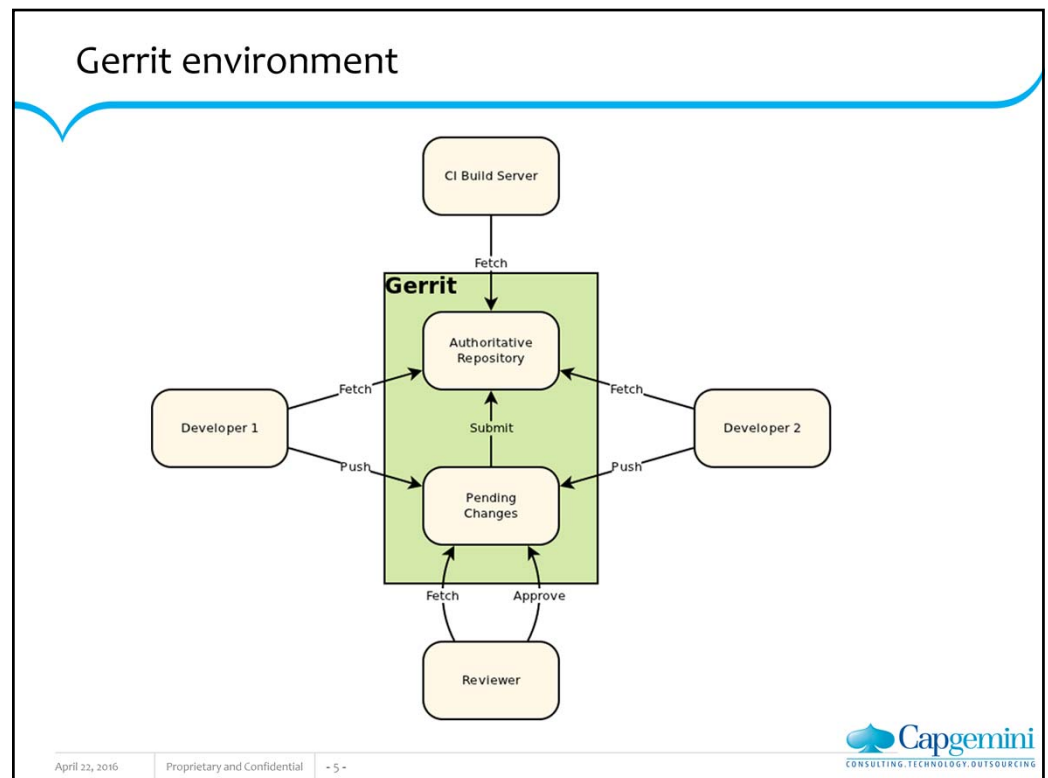 Gerrit environment
CI Build Server
Fetch
Gerrit
Authoritative
Repository
Fetch
Fetch
Developer 1
Submit
Developer 2
Push
Push
Pending
Changes
Fetch
Approve
Reviewer
April 22, 2016
Proprietary and Confidential
- 5 -
Capgemini
CONSULTING.TECHNOLOGY.OUTSOURCING